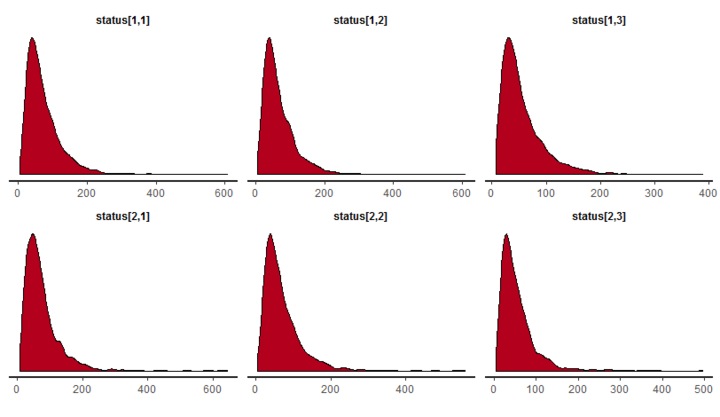 status[1,1] status[1,2] status[1,3]
0 200 400 600 0 200 400 600 0 100 200 300 400
status[2,1] status[2,2] status[2,3]
0 200 400 600 0 200 400 0 100 200 300 400 500